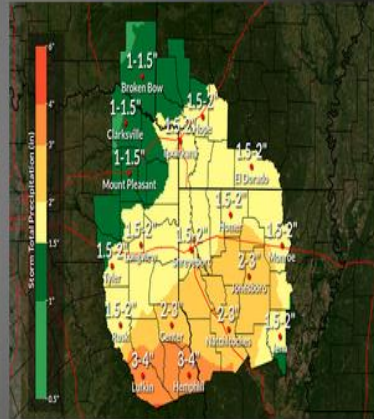 6"
4"
3"
2"
1.5"
1"
0.5"
Storm Total Precipitation (in)
1-1.5"
Broken Bow
1-1.5"
Clarksville
1.5-2"
Hope
1.5-2"
Texarkana
1-1.5"
Mount Pleasant
1.5-2"
El Dorado
1.5-2"
Homer
1.5-2"
Longview
1.5-2"
Shreveport
1.5-2"
Monroe
1.5-2"
Tyler
2-3"
Jonesboro
1.5-2"
Rusk
2-3"
Center
2-3"
Natchitoches
1.5-2"
Jena
3-4"
Lufkin
3-4"
Hemphill